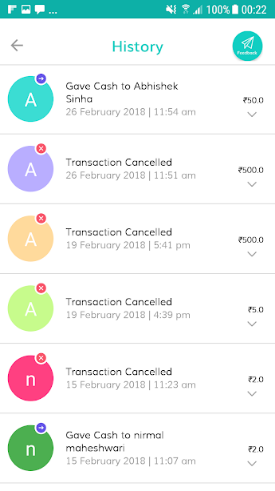 100% 00:22
History
Feedback
A
Gave Cash to Abhishek
Sinha
26 February 2018 | 11:54 am
₹50.0
A
Transaction Cancelled
26 February 2018 | 11:51 am
₹500.0
A
Transaction Cancelled
19 February 2018 | 5:41 pm
₹500.0
A
Transaction Cancelled
19 February 2018 | 4:39 pm
₹5.0
n
Transaction Cancelled
15 February 2018 | 11:23 am
₹2.0
n
Gave Cash to nirmal
maheshwari
15 February 2018 | 11:07 am
₹2.0